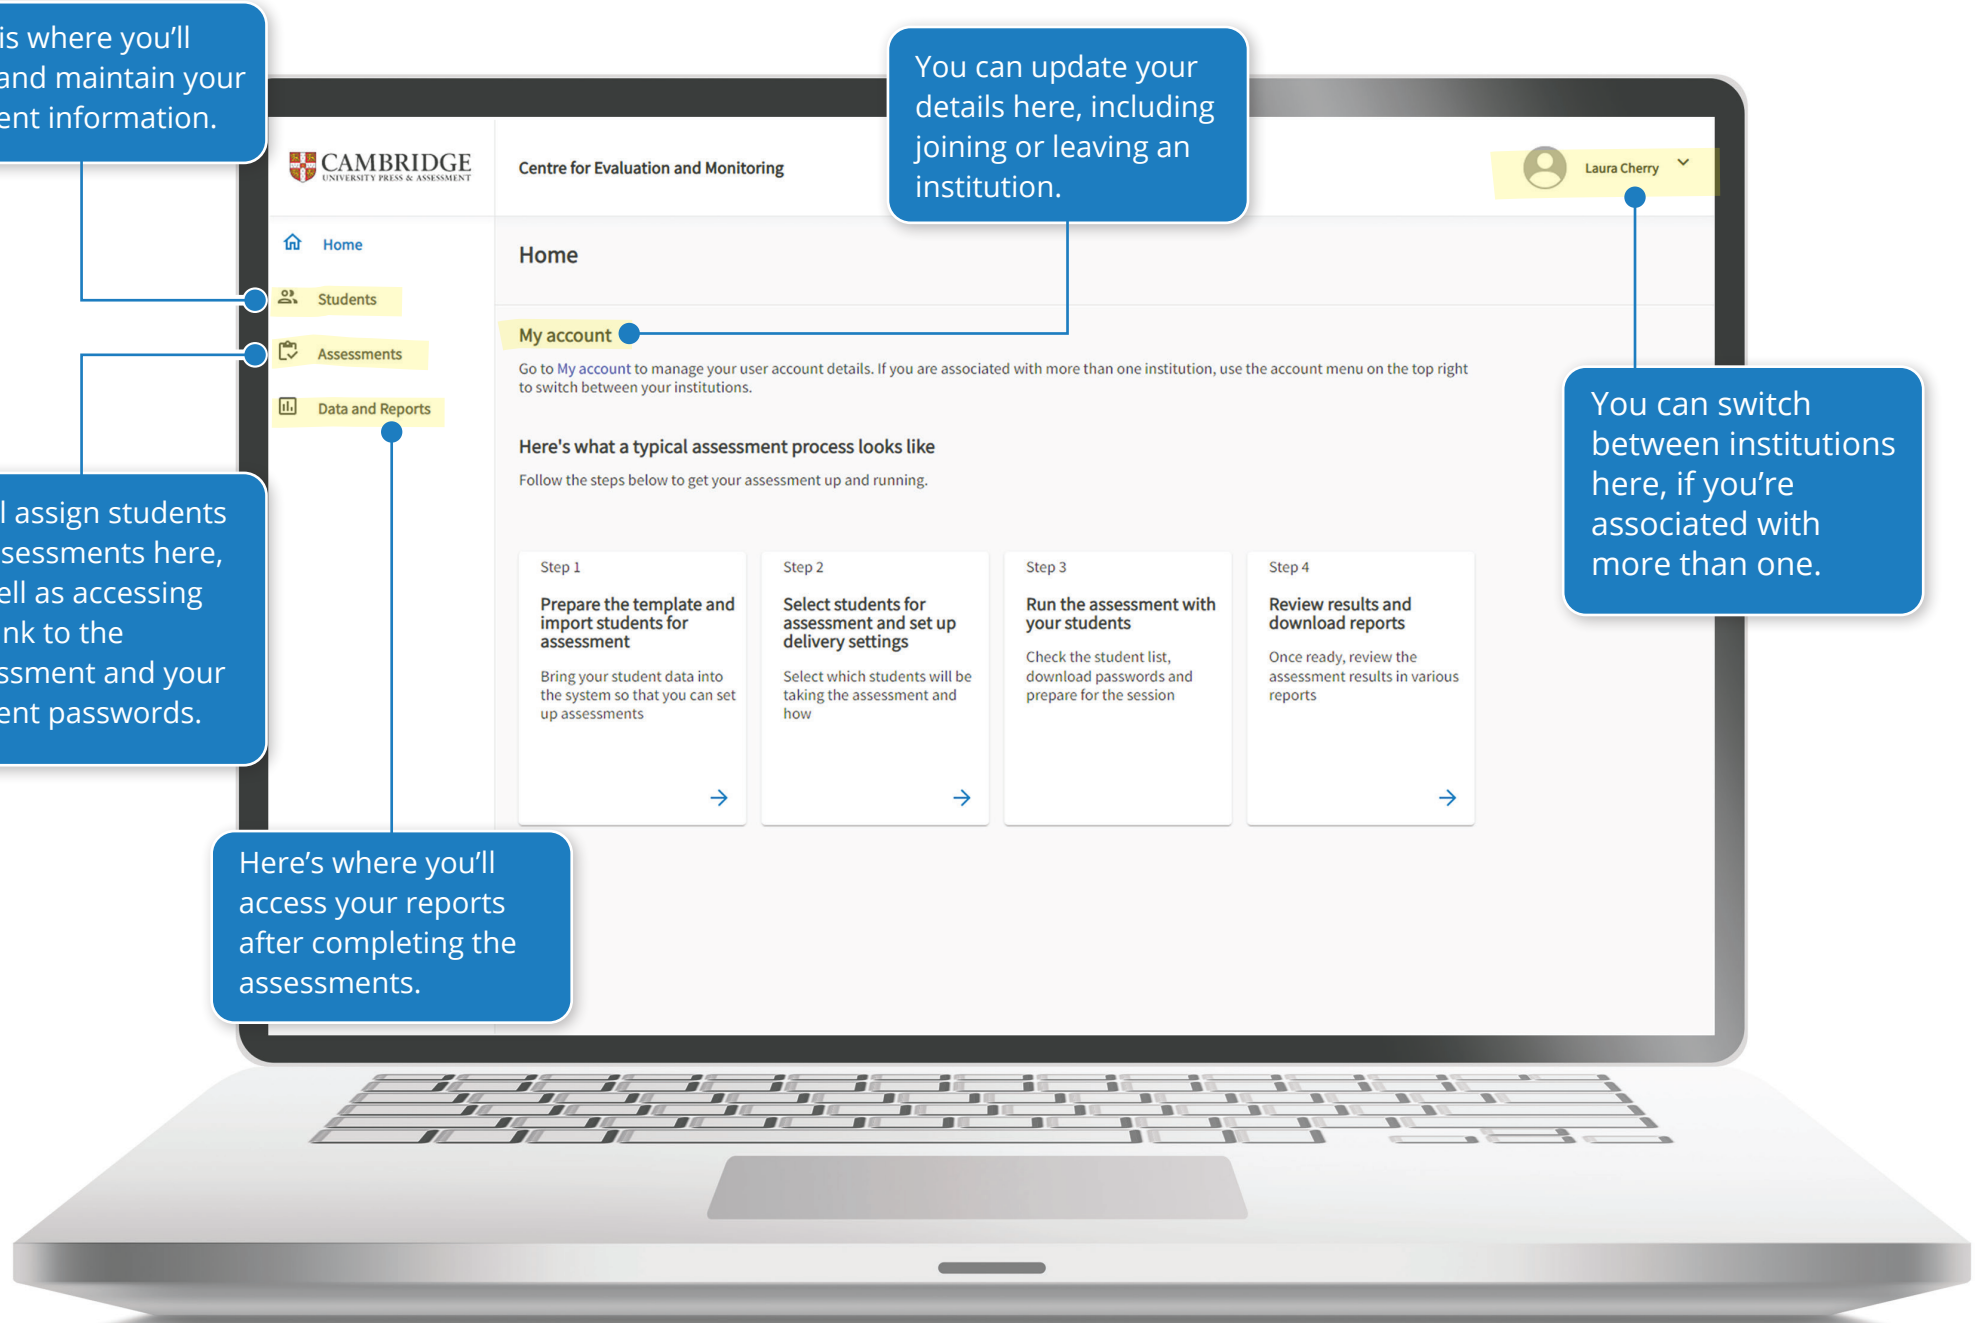 is where you'll
and maintain your
ent information.
You can update your
details here, including
joining or leaving an
institution.
CAMBRIDGE
UNIVERSITY PRESS & ASSESSMENT
Centre for Evaluation and Monitoring
Laura Cherry
Home
Students
Assessments
Data and Reports
Home
My account
Go to My account to manage your user account details. If you are associated with more than one institution, use the account menu on the top right
to switch between your institutions.
Here's what a typical assessment process looks like
Follow the steps below to get your assessment up and running.
Step 1
Prepare the template and
import students for
assessment
Bring your student data into
the system so that you can set
up assessments
Step 2
Select students for
assessment and set up
delivery settings
Select which students will be
taking the assessment and
how
Step 3
Run the assessment with
your students
Check the student list,
download passwords and
prepare for the session
Step 4
Review results and
download reports
Once ready, review the
assessment results in various
reports
You can switch
between institutions
here, if you're
associated with
more than one.
l assign students
sessments here,
ell as accessing
nk to the
ssment and your
ent passwords.
Here's where you'll
access your reports
after completing the
assessments.